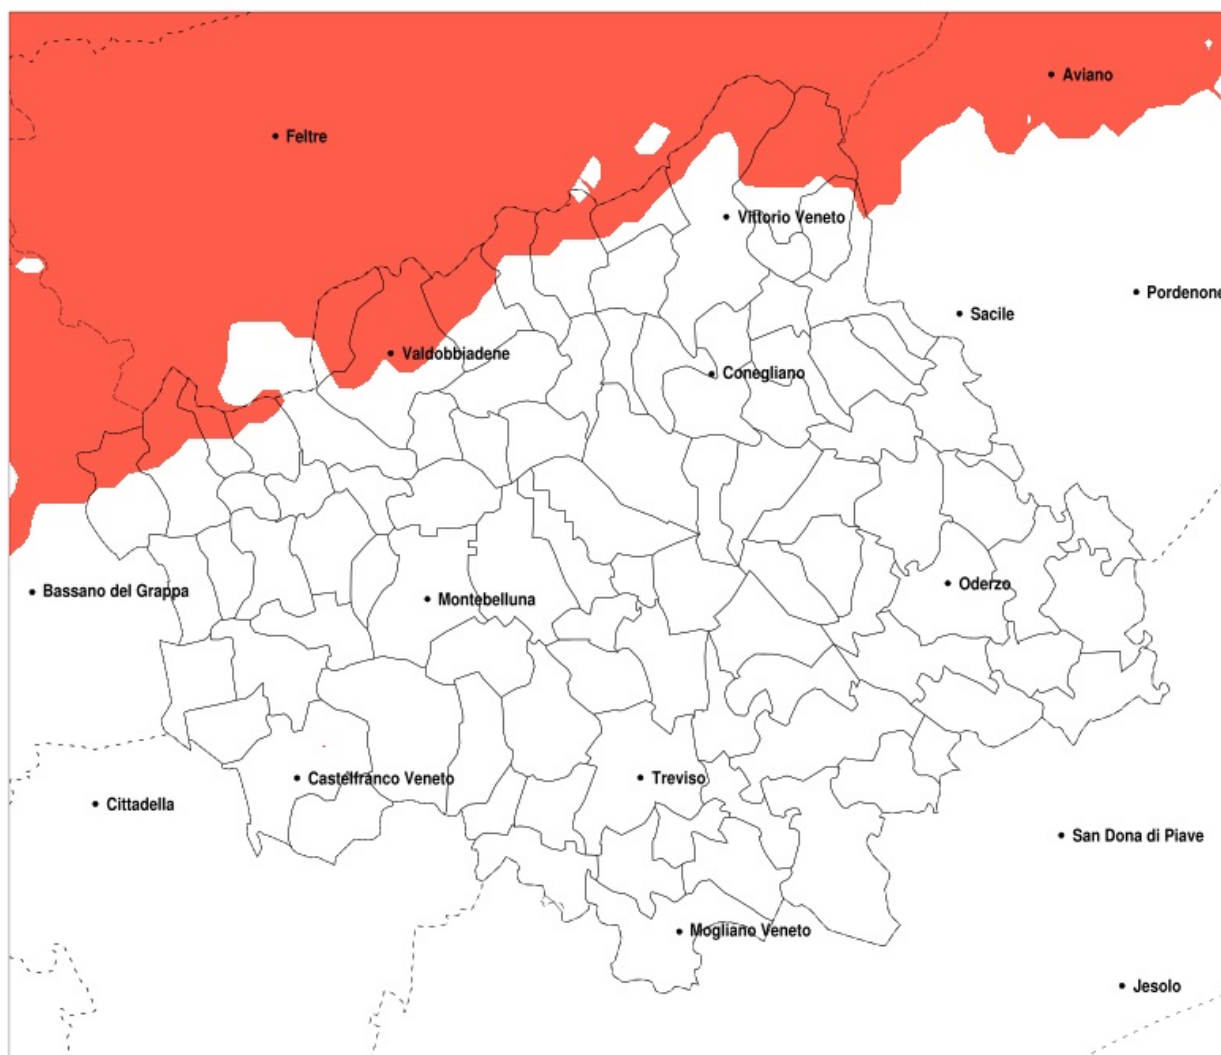 Aviano
Feltre
Vittorio Veneto
Pordenone
Sacile
Valdobbiadene
Conegliano
Oderzo
Bassano del Grappa
Montebelluna
Castelfranco Veneto
Treviso
Cittadella
San Dona di Piave
Mogliano Veneto
Jesolo